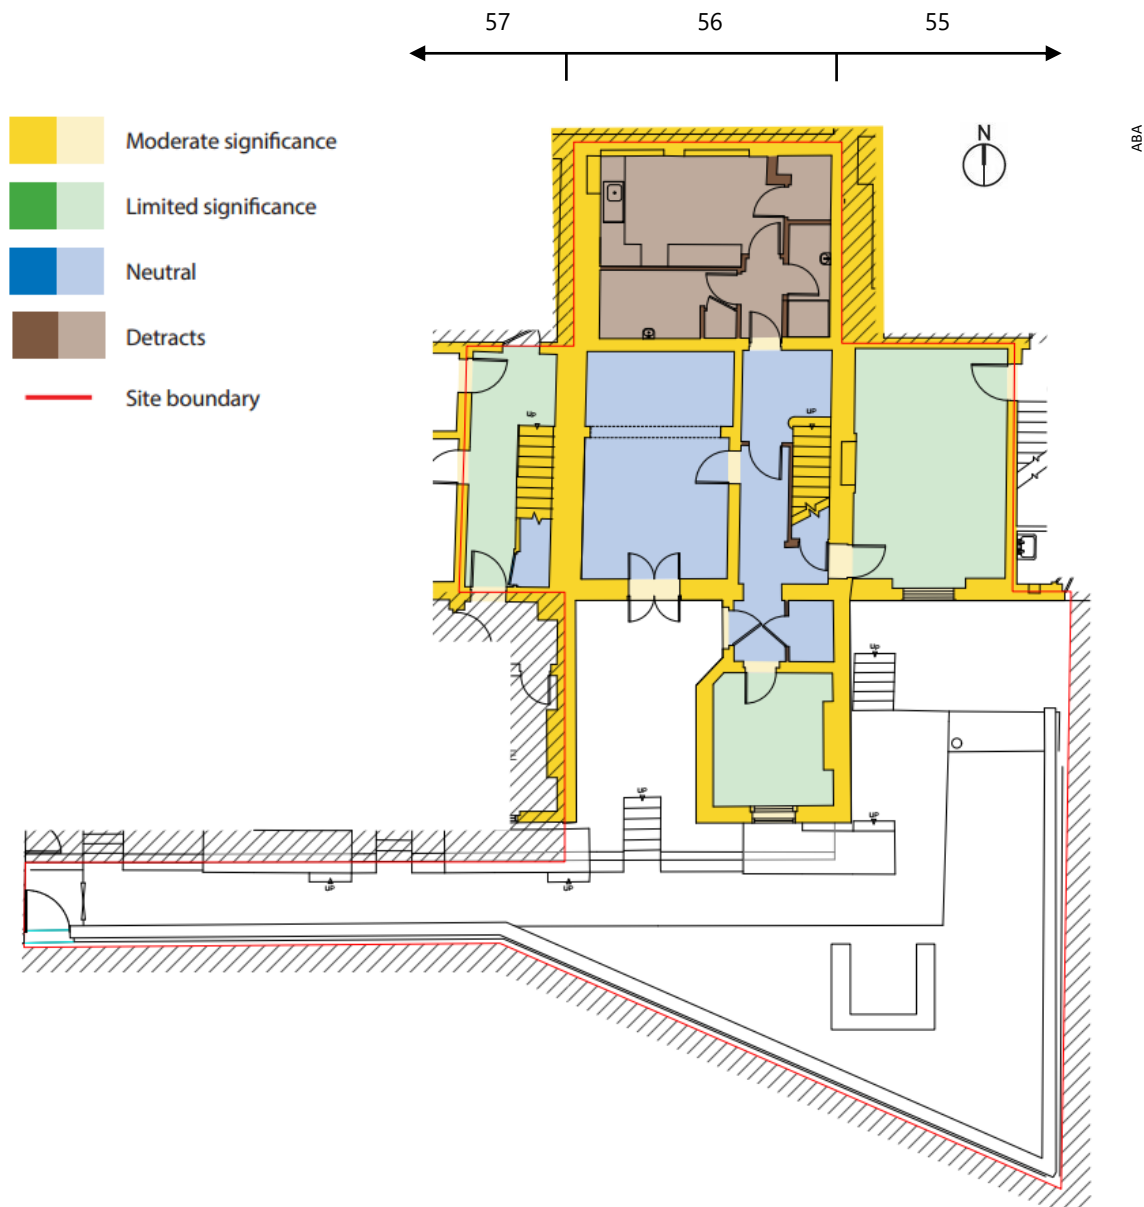 57 56 55
Moderate significance
N
ABA
Limited significance
Neutral
Detracts
Site boundary
UP
UP
UP
UP
UP
UP
UP